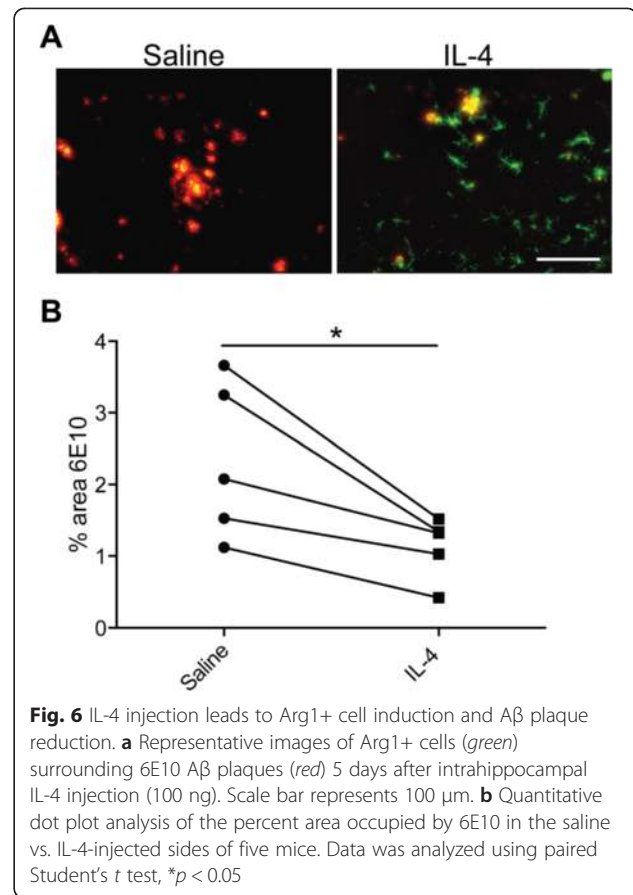 A
Saline
IL-4
B
*
4
3
2
1
0
% area 6E10
Saline
IL-4
Fig. 6 IL-4 injection leads to Arg1+ cell induction and Aβ plaque
reduction. a Representative images of Arg1+ cells (green)
surrounding 6E10 Aβ plaques (red) 5 days after intrahippocampal
IL-4 injection (100 ng). Scale bar represents 100 μm. b Quantitative
dot plot analysis of the percent area occupied by 6E10 in the saline
vs. IL-4-injected sides of five mice. Data was analyzed using paired
Student's t test, *p < 0.05